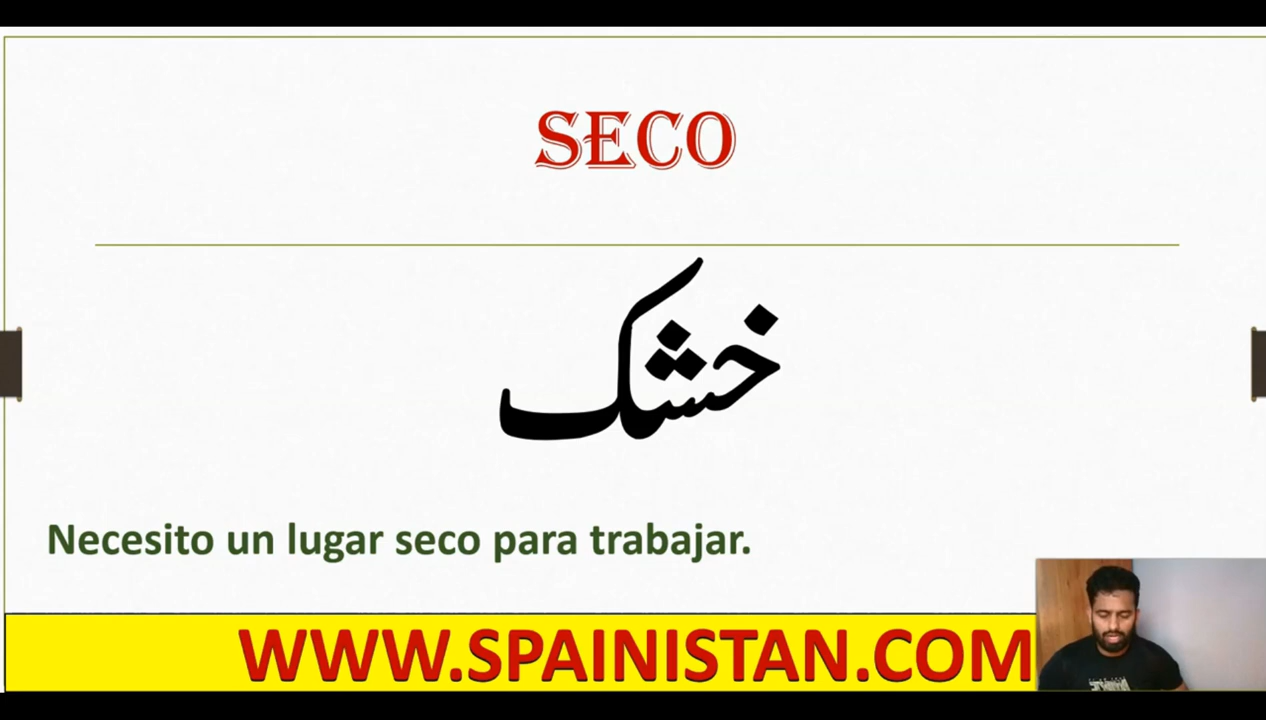 SECO
خشک
Necesito un lugar seco para trabajar.
WWW.SPAINISTAN.COM